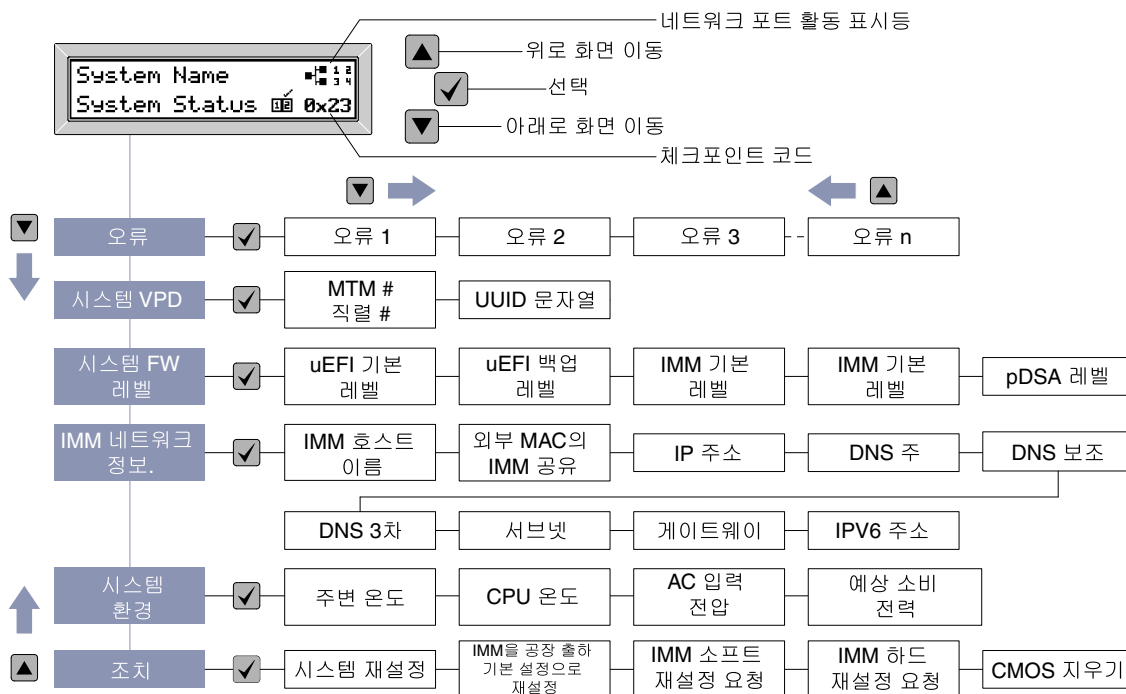 네트워크 포트 활동 표시등
위로 화면 이동
선택
아래로 화면 이동
체크포인트 코드
System Name 1 2
3 4
System Status 12 0x23
오류
오류 1
오류 2
오류 3
오류 n
시스템 VPD
MTM #
직렬 #
UUID 문자열
시스템 FW
레벨
uEFI 기본
레벨
uEFI 백업
레벨
IMM 기본
레벨
IMM 기본
레벨
pDSA 레벨
IMM 네트워크
정보.
IMM 호스트
이름
외부 MAC의
IMM 공유
IP 주소
DNS 주
DNS 보조
DNS 3차
서브넷
게이트웨이
IPV6 주소
시스템
환경
주변 온도
CPU 온도
AC 입력
전압
예상 소비
전력
조치
시스템 재설정
IMM을 공장 출하
기본 설정으로
재설정
IMM 소프트
재설정 요청
IMM 하드
재설정 요청
CMOS 지우기